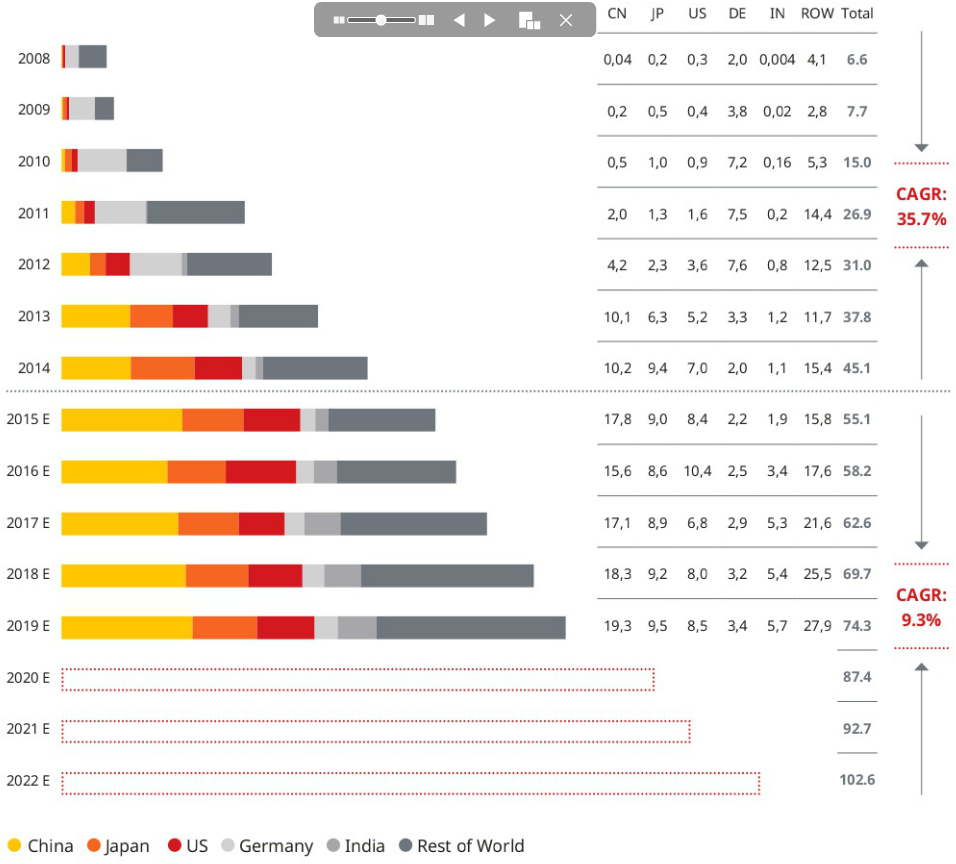 CN JP US DE IN ROW Total
2008 0,04 0,2 0,3 2,0 0,004 4,1 6.6
2009 0,2 0,5 0,4 3,8 0,02 2,8 7.7
2010 0,5 1,0 0,9 7,2 0,16 5,3 15.0
CAGR:
35.7%
2011 2,0 1,3 1,6 7,5 0,2 14,4 26.9
2012 4,2 2,3 3,6 7,6 0,8 12,5 31.0
2013 10,1 6,3 5,2 3,3 1,2 11,7 37.8
2014 10,2 9,4 7,0 2,0 1,1 15,4 45.1
2015 E 17,8 9,0 8,4 2,2 1,9 15,8 55.1
2016 E 15,6 8,6 10,4 2,5 3,4 17,6 58.2
2017 E 17,1 8,9 6,8 2,9 5,3 21,6 62.6
2018 E 18,3 9,2 8,0 3,2 5,4 25,5 69.7
CAGR:
9.3%
2019 E 19,3 9,5 8,5 3,4 5,7 27,9 74.3
2020 E 87.4
2021 E 92.7
2022 E 102.6
China Japan US Germany India Rest of World